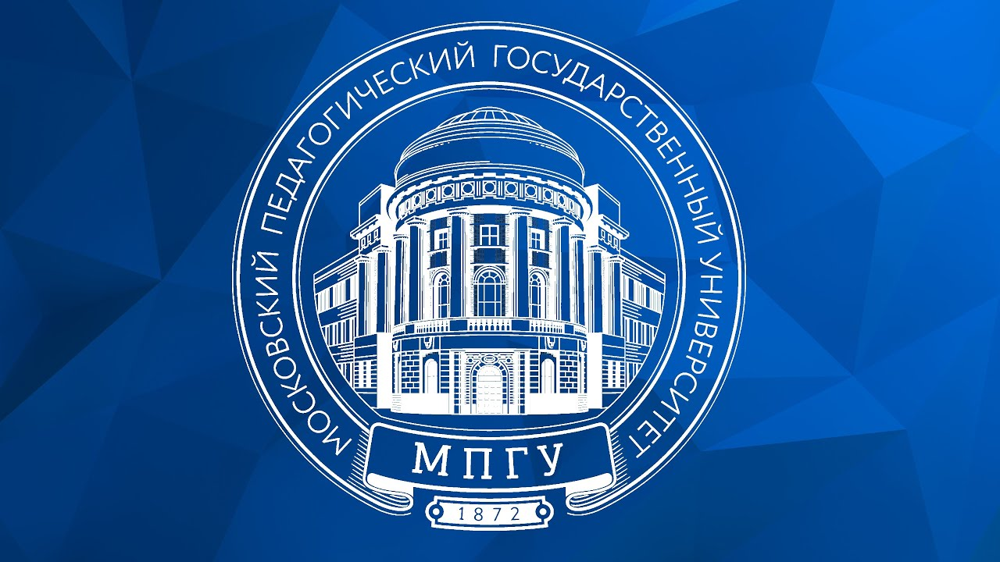 МОСКОВСКИЙ ПЕДАГОГИЧЕСКИЙ ГОСУДАРСТВЕННЫЙ УНИВЕРСИТЕТ
МПГУ
1872